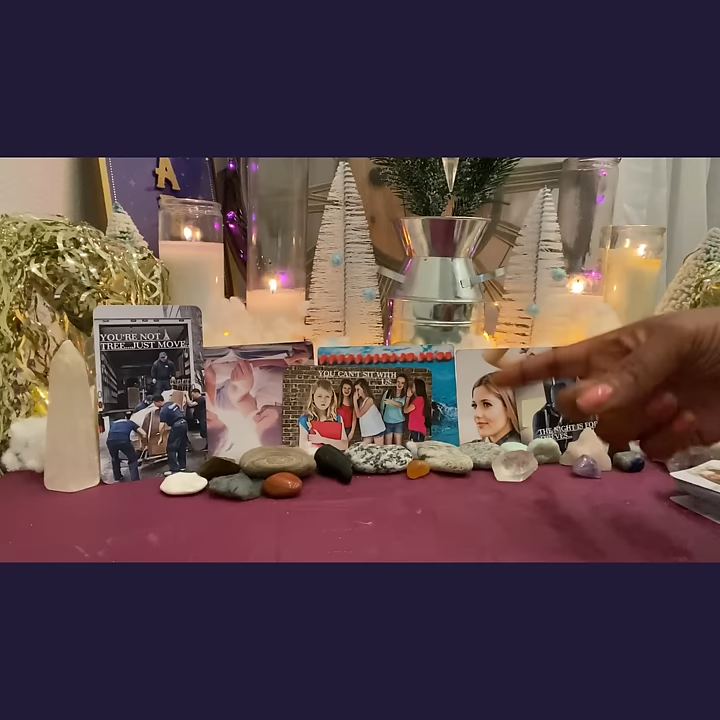 A
YOU'RE NOT A
TREE...JUST MOVE.
YOU CAN'T SIT WITH
US
THE NIGHT IS FOR